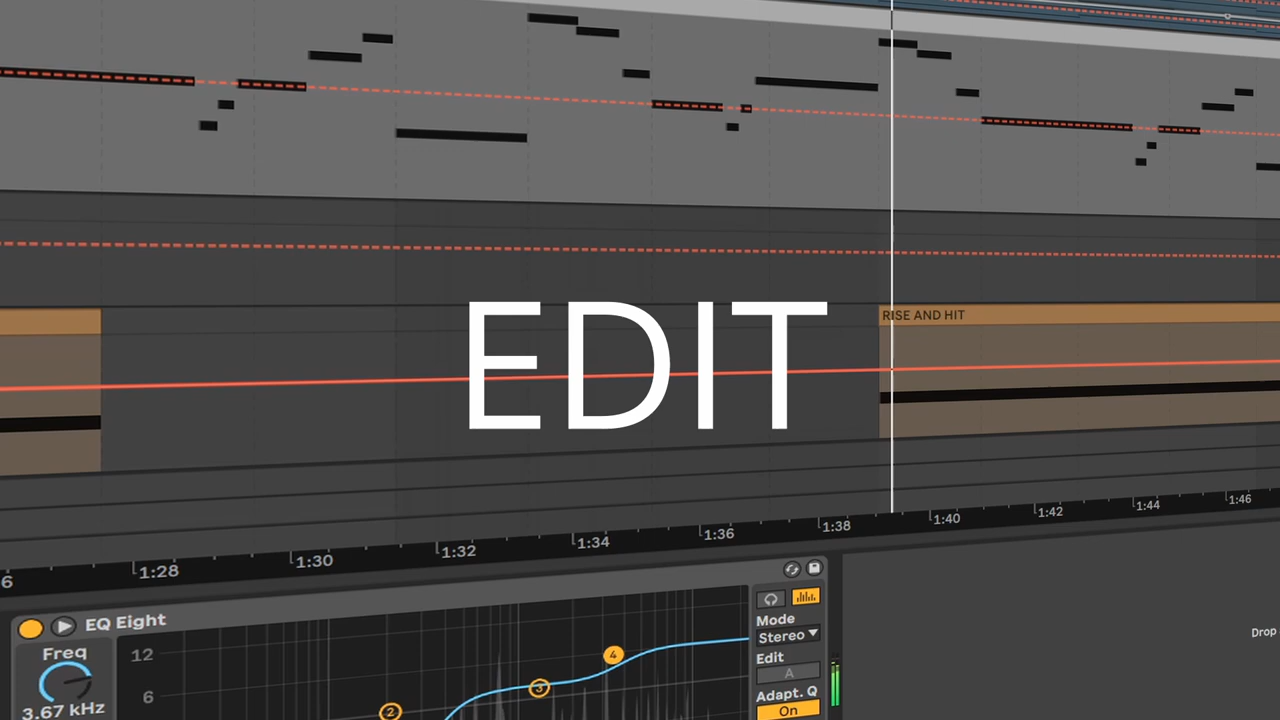 RISE AND HIT
EDIT
6 1:28 1:30 1:32 1:34 1:36 1:38 1:40 1:42 1:44 1:46
EQ Eight
Freq
3.67 kHz
12
6
2 3 4
Mode
Stereo
Edit
A
Adapt. Q
On
Drop